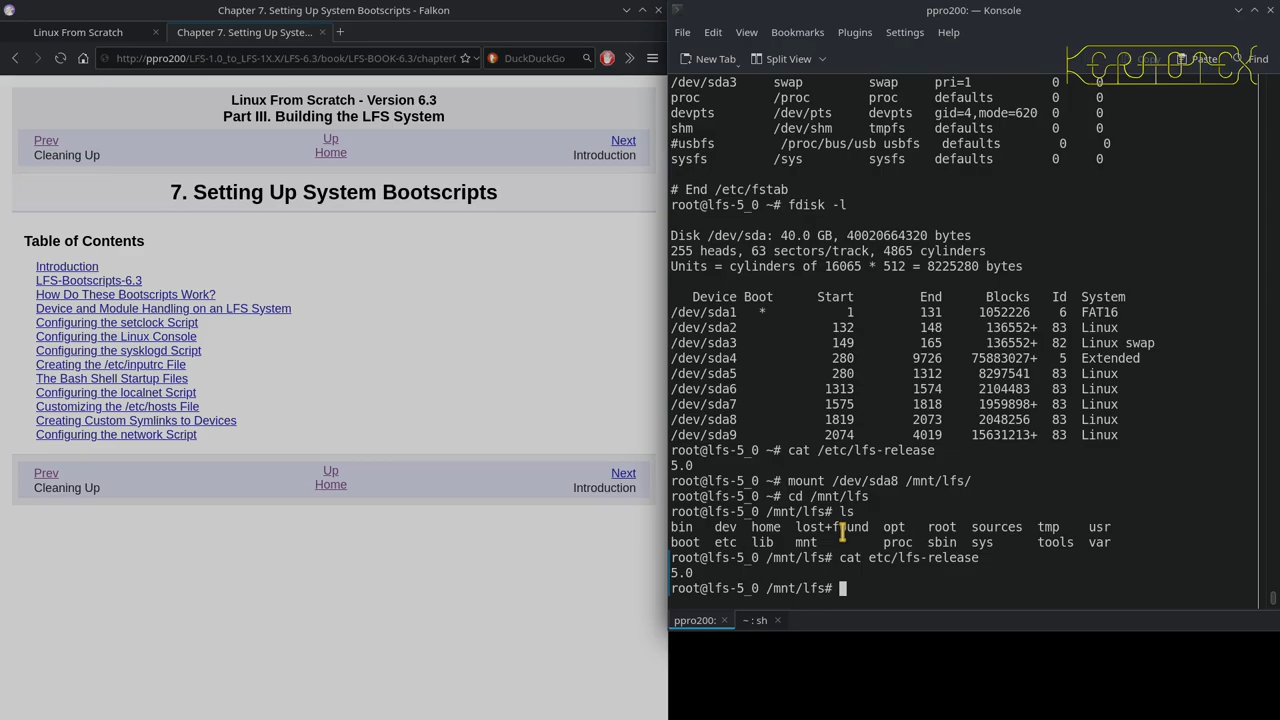 Chapter 7. Setting Up System Bootscripts - Falkon
Linux From Scratch
Chapter 7. Setting Up Syste...
http://ppro200/LFS-1.0_to_LFS-1X.X/LFS-6.3/book/LFS-BOOK-6.3/chapter(
DuckDuckGo
Linux From Scratch - Version 6.3
Part III. Building the LFS System
Prev
Up
Next
Cleaning Up
Home
Introduction
7. Setting Up System Bootscripts
Table of Contents
Introduction
LFS-Bootscripts-6.3
How Do These Bootscripts Work?
Device and Module Handling on an LFS System
Configuring the setclock Script
Configuring the Linux Console
Configuring the sysklogd Script
Creating the /etc/inputrc File
The Bash Shell Startup Files
Configuring the localnet Script
Customizing the /etc/hosts File
Creating Custom Symlinks to Devices
Configuring the network Script
Prev
Up
Next
Cleaning Up
Home
Introduction
ppro200: — Konsole
File Edit View Bookmarks Plugins Settings Help
New Tab Split View Copy Paste Find
/dev/sda3 swap swap pri=1 0 0
proc /proc proc defaults 0 0
devpts /dev/pts devpts gid=4,mode=620 0 0
shm /dev/shm tmpfs defaults 0 0
#usbfs /proc/bus/usb usbfs defaults 0 0
sysfs /sys sysfs defaults 0 0
# End /etc/fstab
root@lfs-5_0 ~# fdisk -l
Disk /dev/sda: 40.0 GB, 40020664320 bytes
255 heads, 63 sectors/track, 4865 cylinders
Units = cylinders of 16065 * 512 = 8225280 bytes
Device Boot Start End Blocks Id System
/dev/sda1 * 1 131 1052226 6 FAT16
/dev/sda2 132 148 136552+ 83 Linux
/dev/sda3 149 165 136552+ 82 Linux swap
/dev/sda4 280 9726 75883027+ 5 Extended
/dev/sda5 280 1312 8297541 83 Linux
/dev/sda6 1313 1574 2104483 83 Linux
/dev/sda7 1575 1818 1959898+ 83 Linux
/dev/sda8 1819 2073 2048256 83 Linux
/dev/sda9 2074 4019 15631213+ 83 Linux
root@lfs-5_0 ~# cat /etc/lfs-release
5.0
root@lfs-5_0 ~# mount /dev/sda8 /mnt/lfs/
root@lfs-5_0 ~# cd /mnt/lfs
root@lfs-5_0 /mnt/lfs# ls
bin dev home lost+found opt root sources tmp usr
boot etc lib mnt proc sbin sys tools var
root@lfs-5_0 /mnt/lfs# cat etc/lfs-release
5.0
root@lfs-5_0 /mnt/lfs#
ppro200:
~ : sh